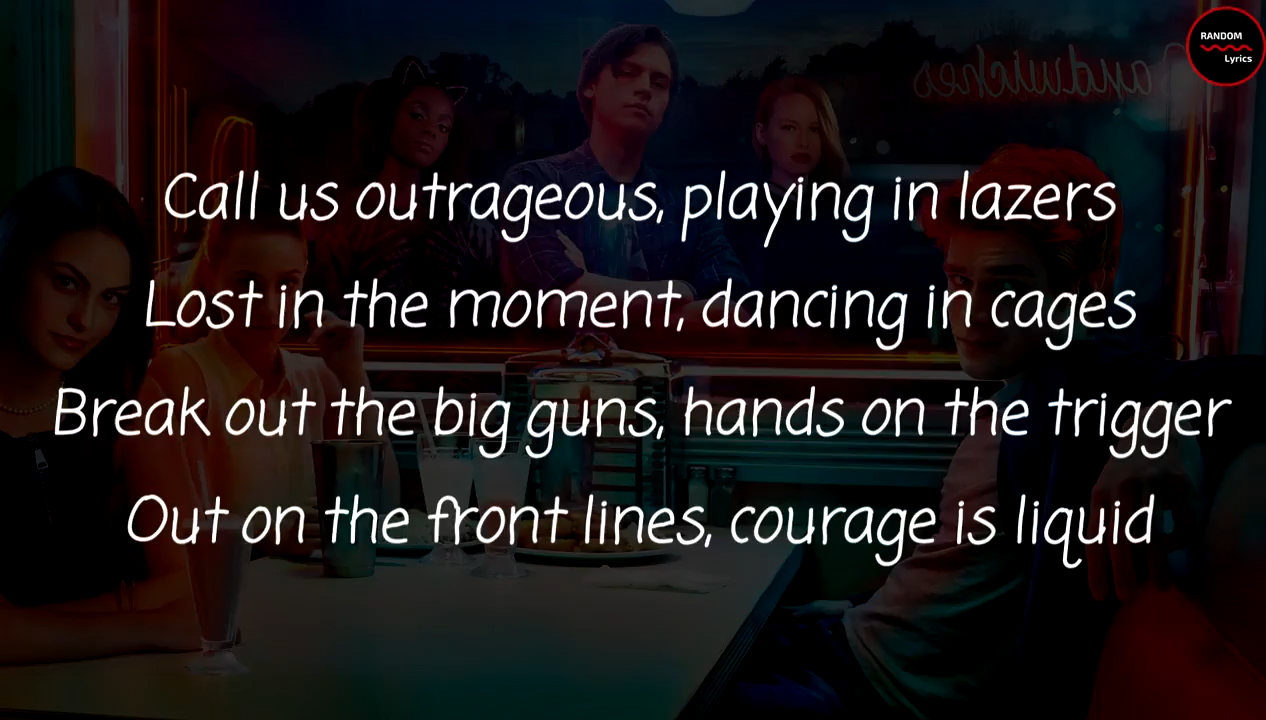 RANDOM
Lyrics
Sandwiches
Call us outrageous, playing in lazers
Lost in the moment, dancing in cages
Break out the big guns, hands on the trigger
Out on the front lines, courage is liquid